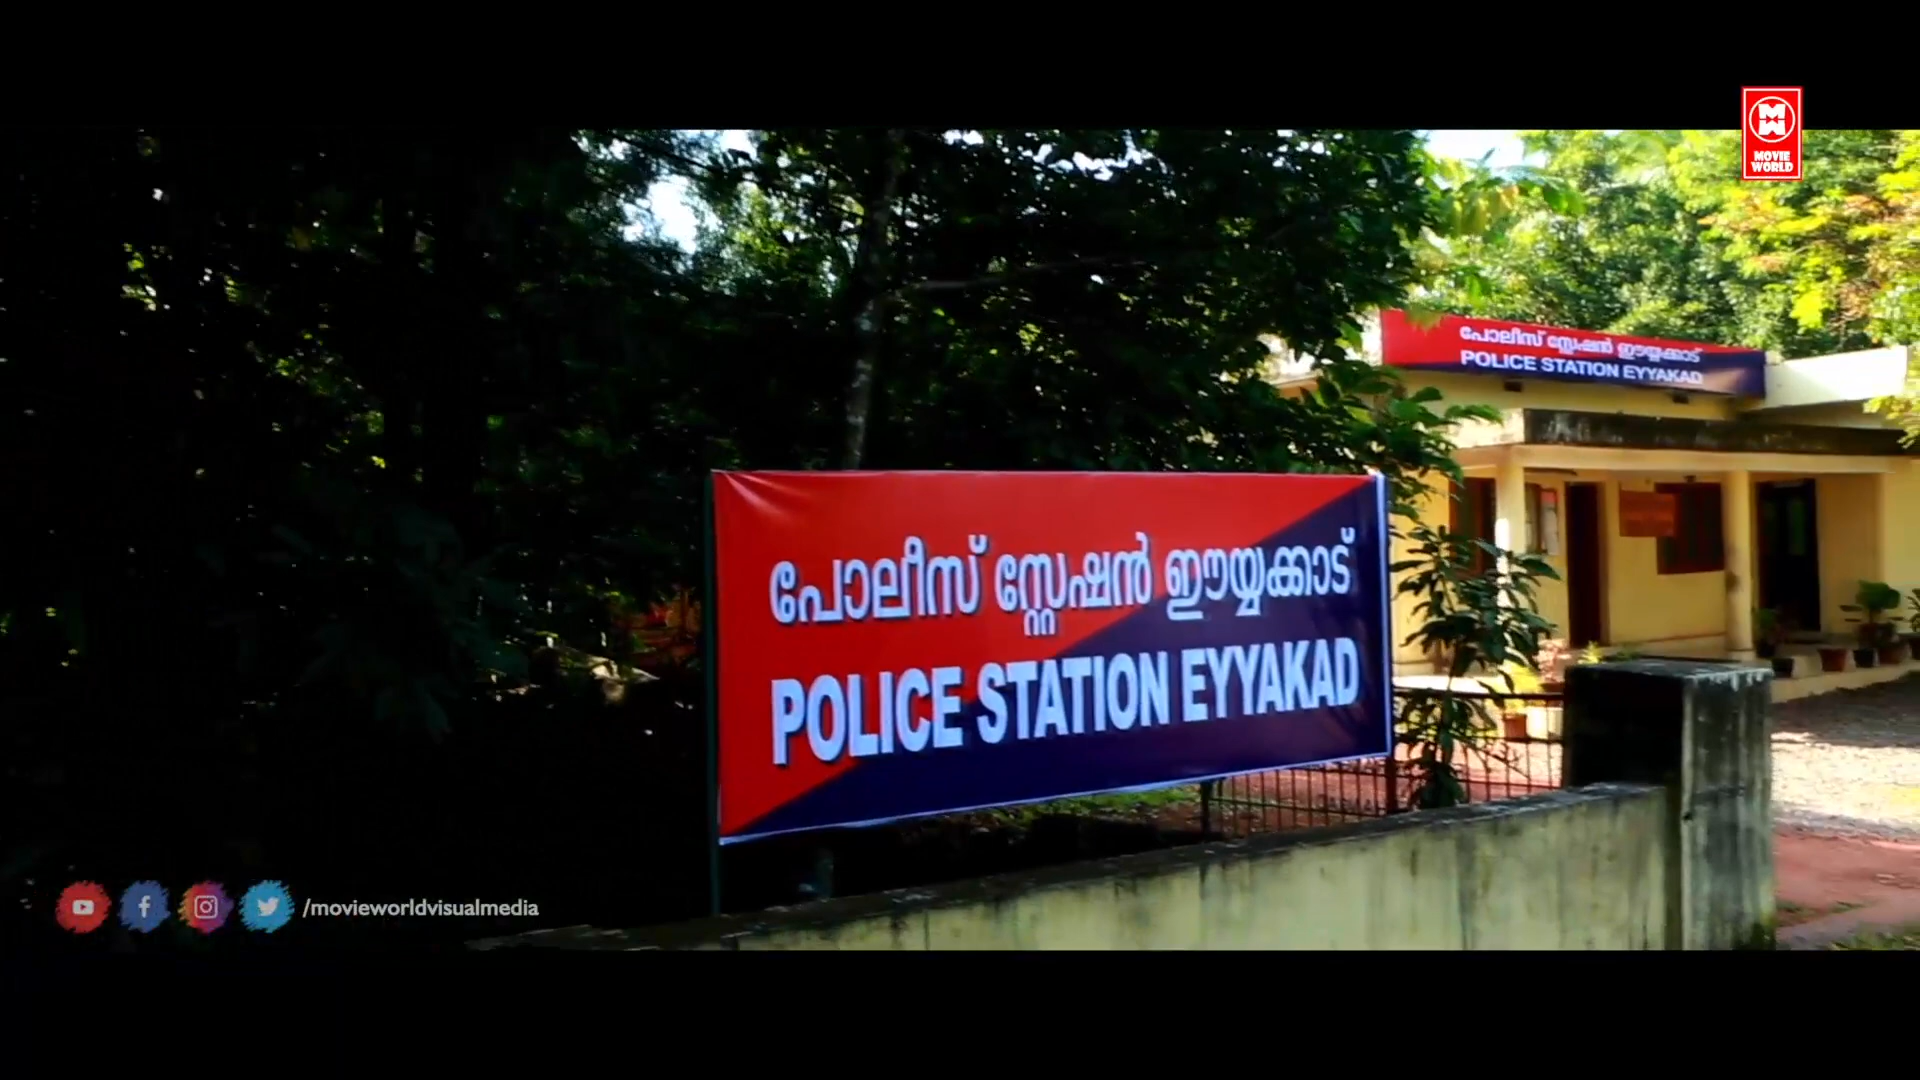 MOVIE
WORLD
പോലീസ് സ്റ്റേഷൻ ഈയ്യക്കാട്
POLICE STATION EYYAKAD
പോലീസ് സ്റ്റേഷൻ ഈയ്യക്കാട്
POLICE STATION EYYAKAD
/movieworldvisualmedia